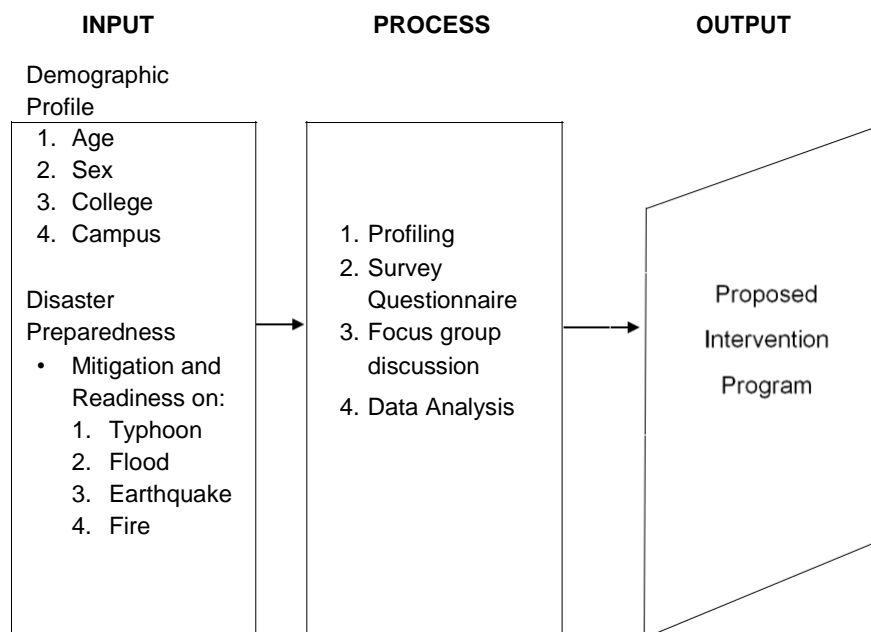 INPUT PROCESS OUTPUT
Demographic
Profile
1. Age
2. Sex
3. College
4. Campus
Disaster
Preparedness
• Mitigation and
Readiness on:
1. Typhoon
2. Flood
3. Earthquake
4. Fire
1. Profiling
2. Survey
Questionnaire
3. Focus group
discussion
4. Data Analysis
Proposed
Intervention
Program